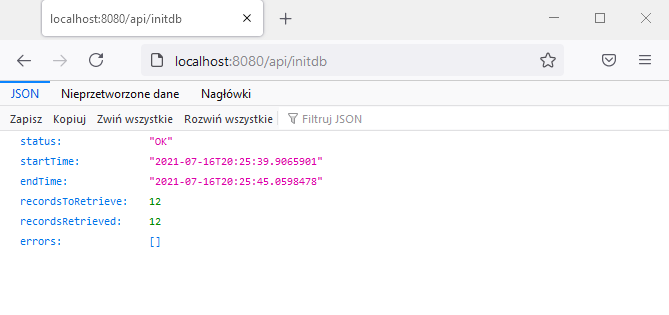 localhost:8080/api/initdb
localhost:8080/api/initdb
JSON Nieprzetworzone dane Nagłówki
Zapisz Kopiuj Zwiń wszystkie Rozwiń wszystkie Filtruj JSON
status: "OK"
startTime: "2021-07-16T20:25:39.9065901"
endTime: "2021-07-16T20:25:45.0598478"
recordsToRetrieve: 12
recordsRetrieved: 12
errors: []